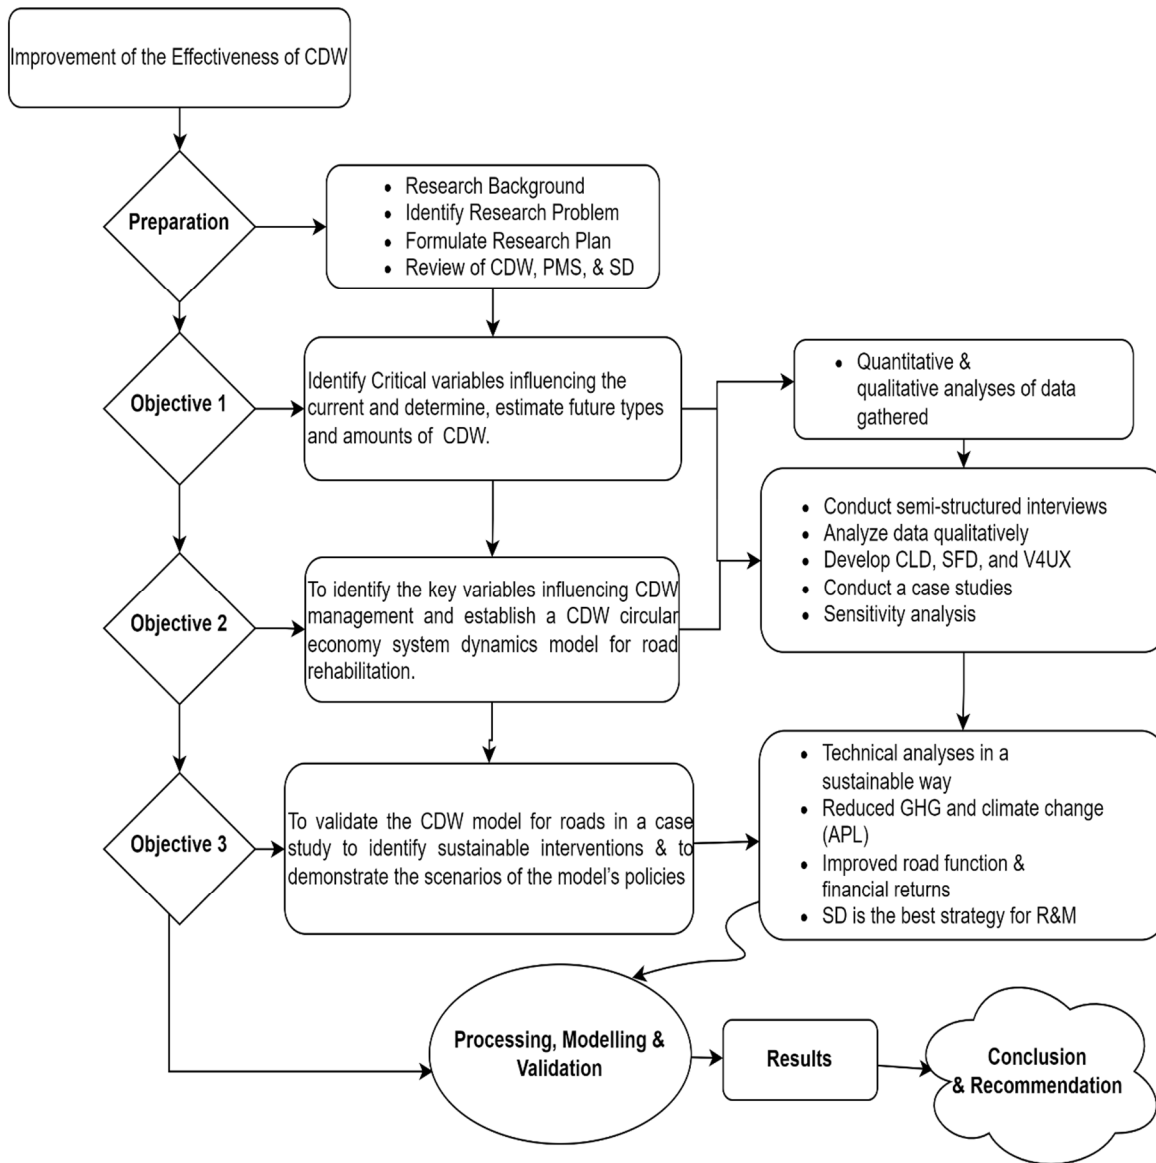 Improvement of the Effectiveness of CDW
Preparation
• Research Background
• Identify Research Problem
• Formulate Research Plan
• Review of CDW, PMS, & SD
Objective 1
Identify Critical variables influencing the
current and determine, estimate future types
and amounts of CDW.
• Quantitative &
qualitative analyses of data
gathered
• Conduct semi-structured interviews
• Analyze data qualitatively
• Develop CLD, SFD, and V4UX
• Conduct a case studies
• Sensitivity analysis
Objective 2
To identify the key variables influencing CDW
management and establish a CDW circular
economy system dynamics model for road
rehabilitation.
Objective 3
To validate the CDW model for roads in a case
study to identify sustainable interventions & to
demonstrate the scenarios of the model's policies
• Technical analyses in a
sustainable way
• Reduced GHG and climate change
(APL)
• Improved road function &
financial returns
• SD is the best strategy for R&M
Processing, Modelling &
Validation
Results
Conclusion
& Recommendation